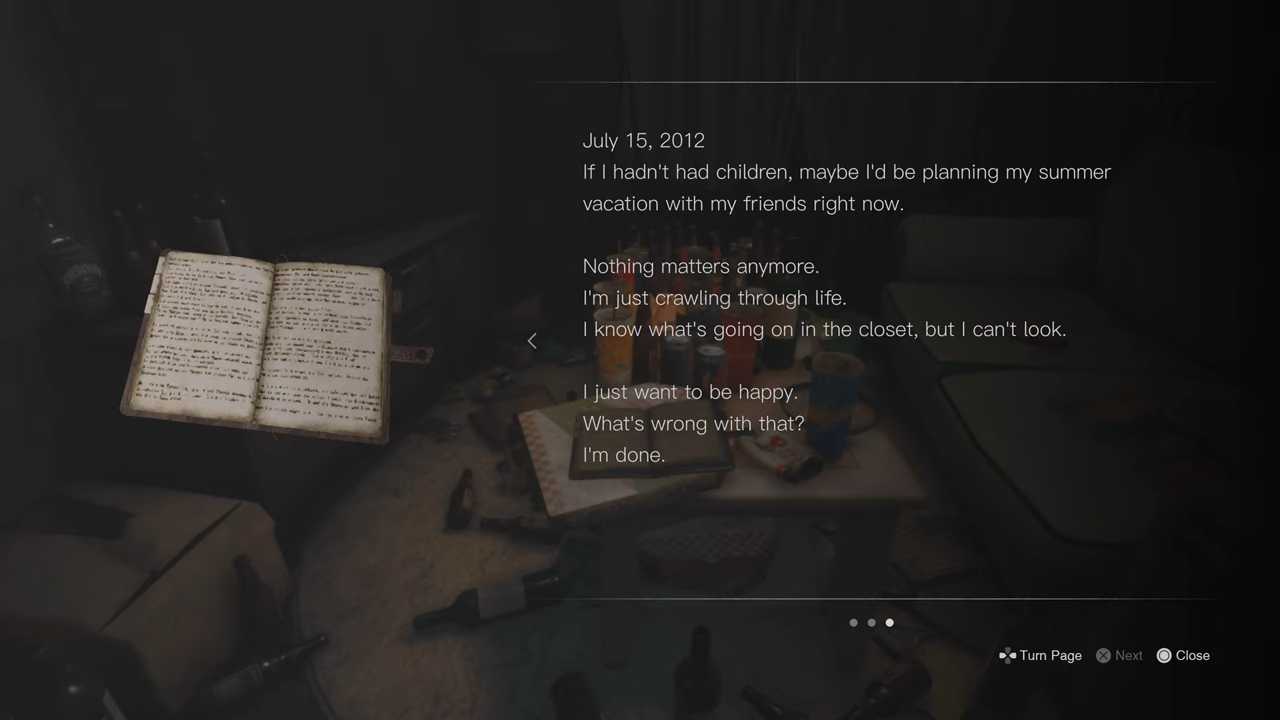 July 15, 2012
If I hadn't had children, maybe I'd be planning my summer
vacation with my friends right now.
Nothing matters anymore.
I'm just crawling through life.
I know what's going on in the closet, but I can't look.
I just want to be happy.
What's wrong with that?
I'm done.
Turn Page
Next
Close